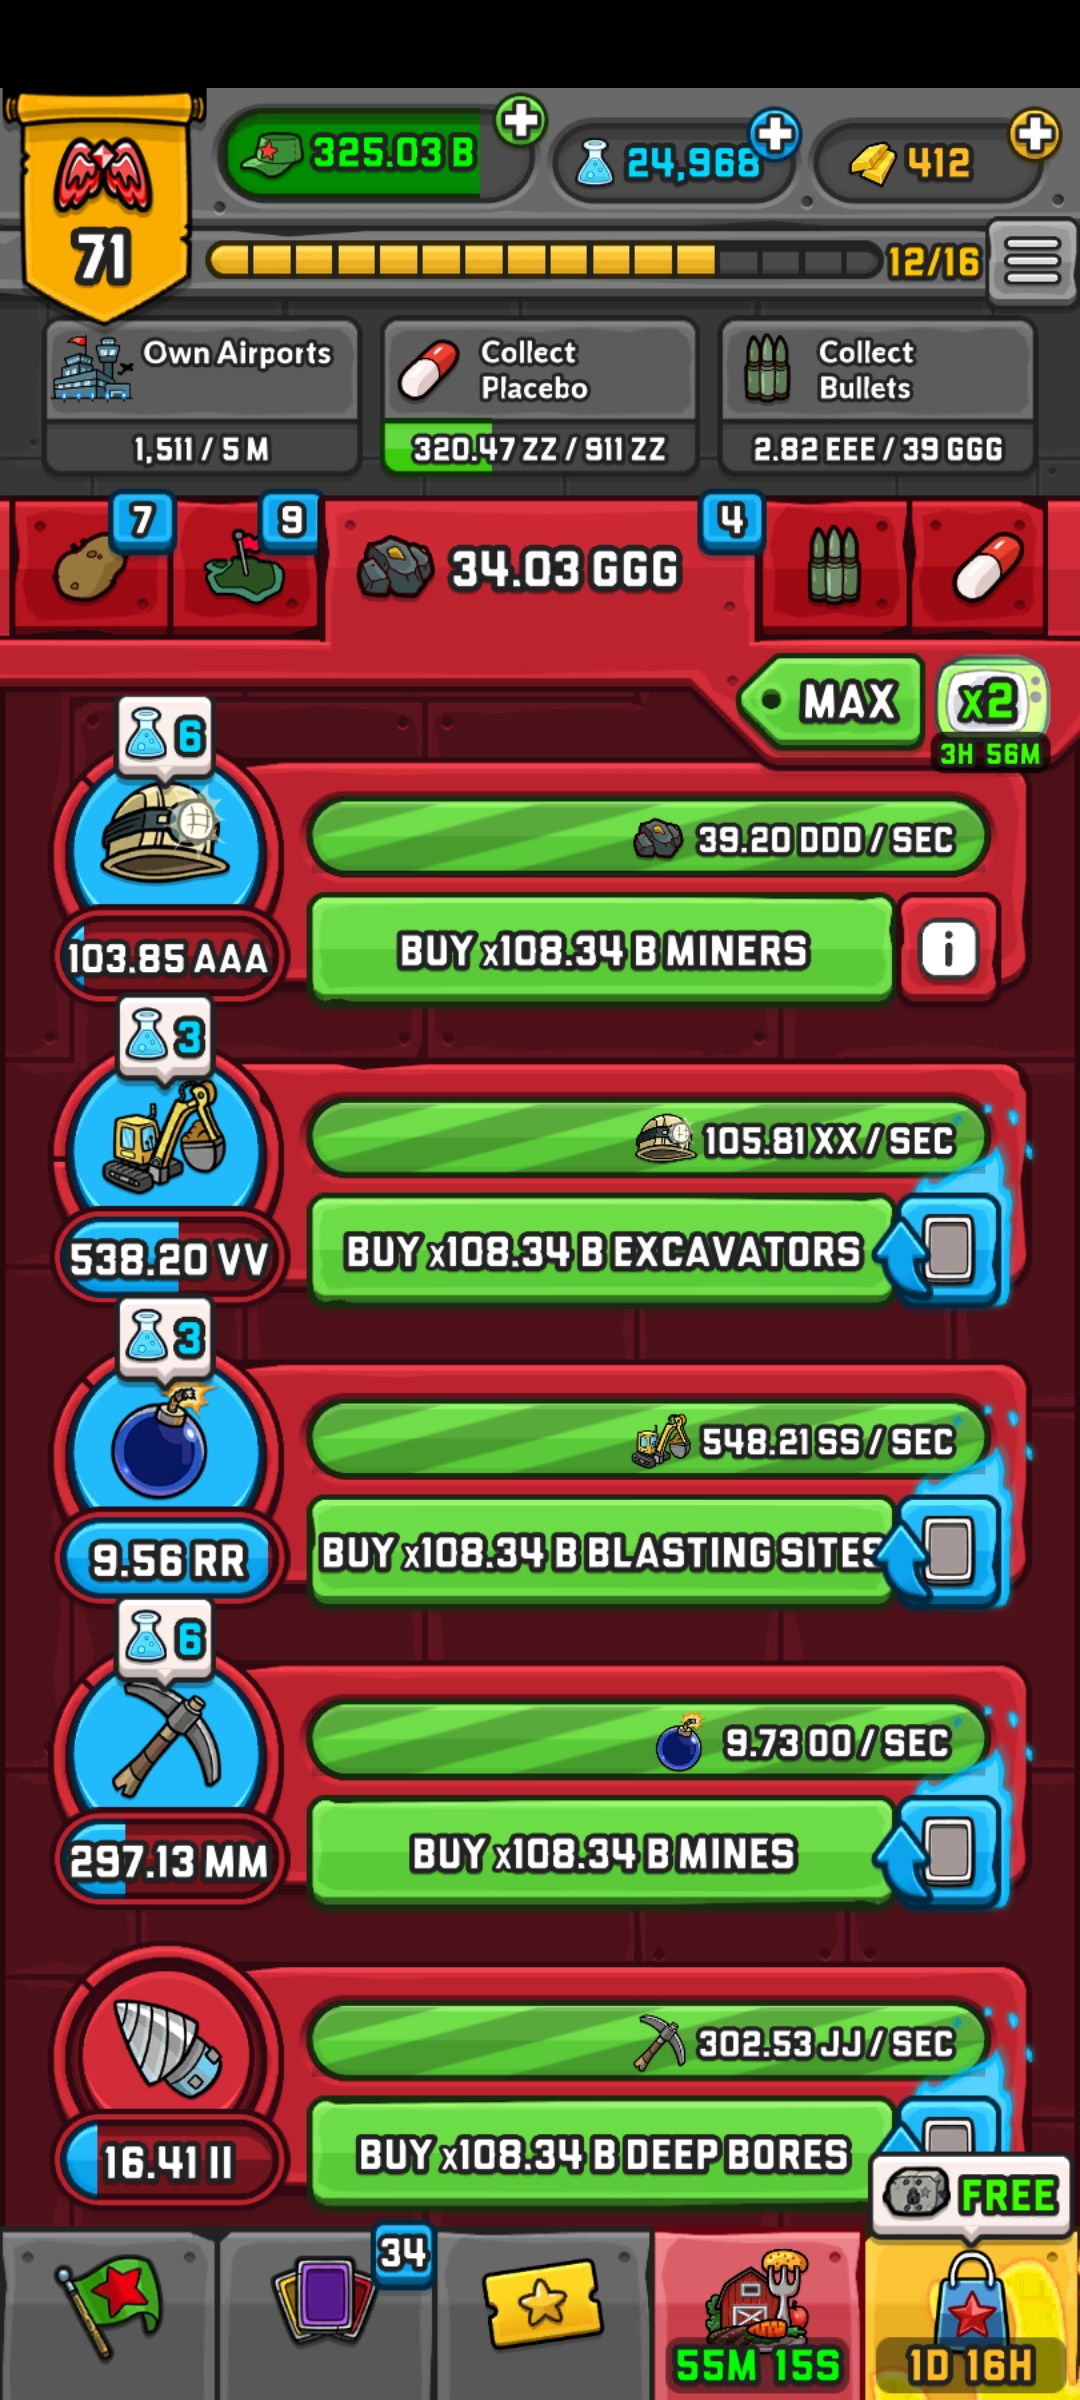 325.03 B
24,968
412
71
12/16
Own Airports
1,511 / 5 M
Collect
Placebo
320.47 ZZ / 911 ZZ
Collect
Bullets
2.82 EEE / 39 GGG
7
9
34.03 GGG
4
MAX
x2
3H 56M
6
39.20 DDD / SEC
103.85 AAA
BUY x108.34 B MINERS
i
3
105.81 XX / SEC
538.20 VV
BUY x108.34 B EXCAVATORS
3
548.21 SS / SEC
9.56 RR
BUY x108.34 B BLASTING SITES
6
9.73 OO / SEC
297.13 MM
BUY x108.34 B MINES
302.53 JJ / SEC
16.41 II
BUY x108.34 B DEEP BORES
FREE
34
55M 15S
1D 16H